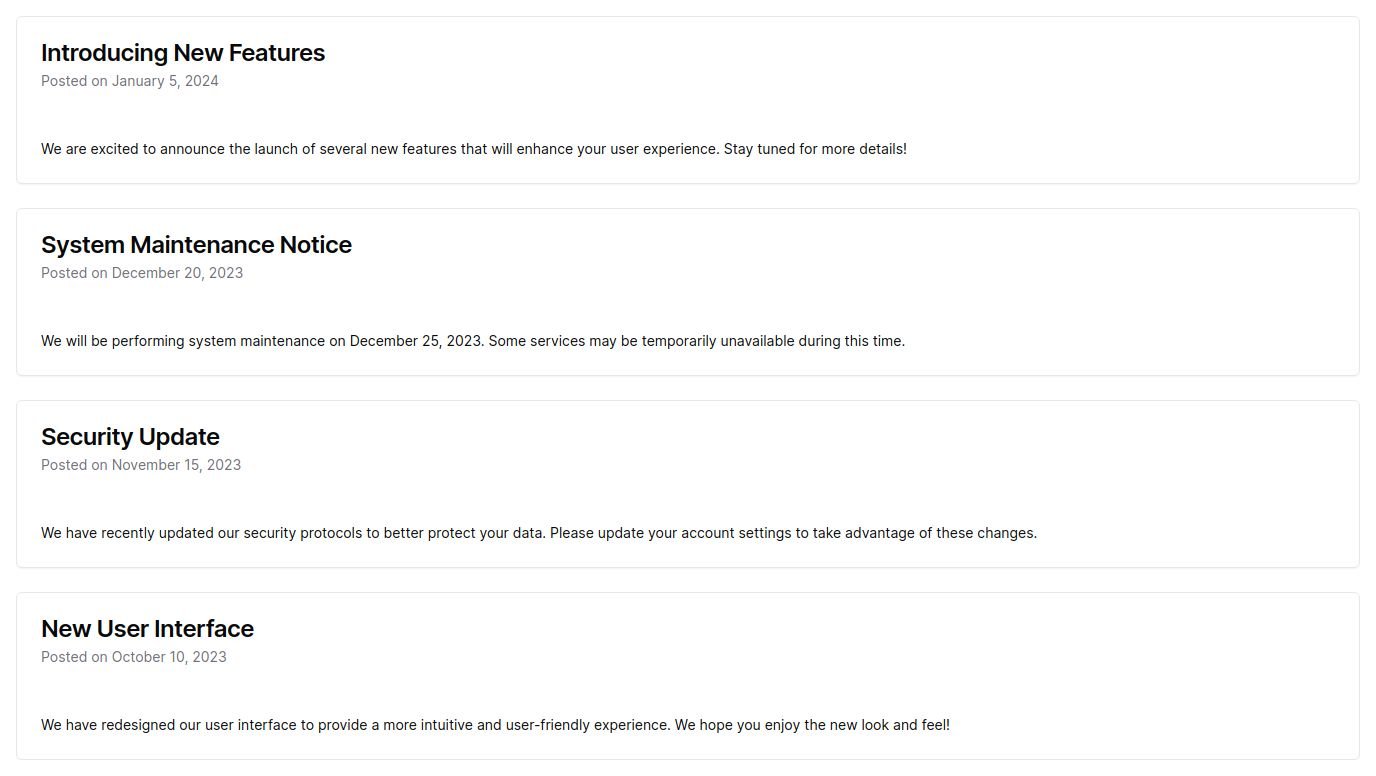 Introducing New Features
Posted on January 5, 2024
We are excited to announce the launch of several new features that will enhance your user experience. Stay tuned for more details!
System Maintenance Notice
Posted on December 20, 2023
We will be performing system maintenance on December 25, 2023. Some services may be temporarily unavailable during this time.
Security Update
Posted on November 15, 2023
We have recently updated our security protocols to better protect your data. Please update your account settings to take advantage of these changes.
New User Interface
Posted on October 10, 2023
We have redesigned our user interface to provide a more intuitive and user-friendly experience. We hope you enjoy the new look and feel!